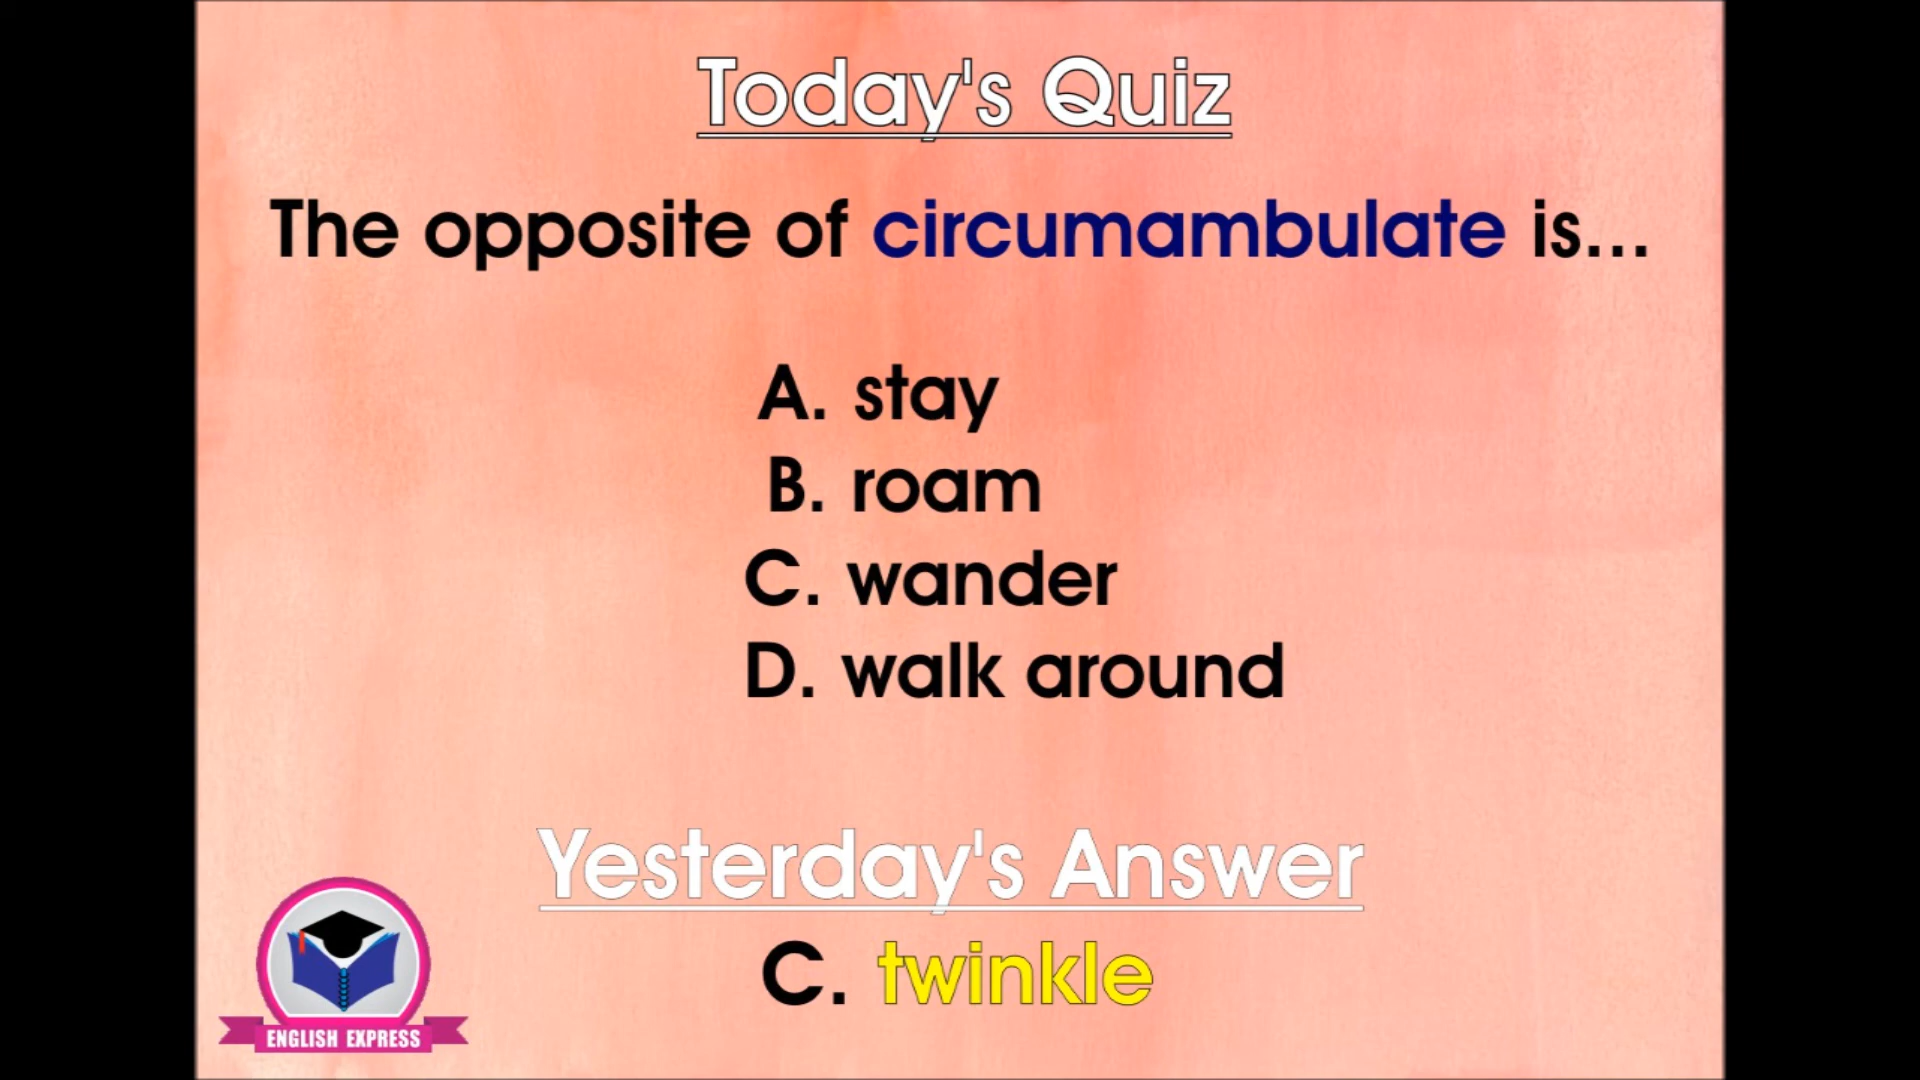 Today's Quiz
The opposite of circumambulate is...
A. stay
B. roam
C. wander
D. walk around
Yesterday's Answer
C. twinkle
ENGLISH EXPRESS